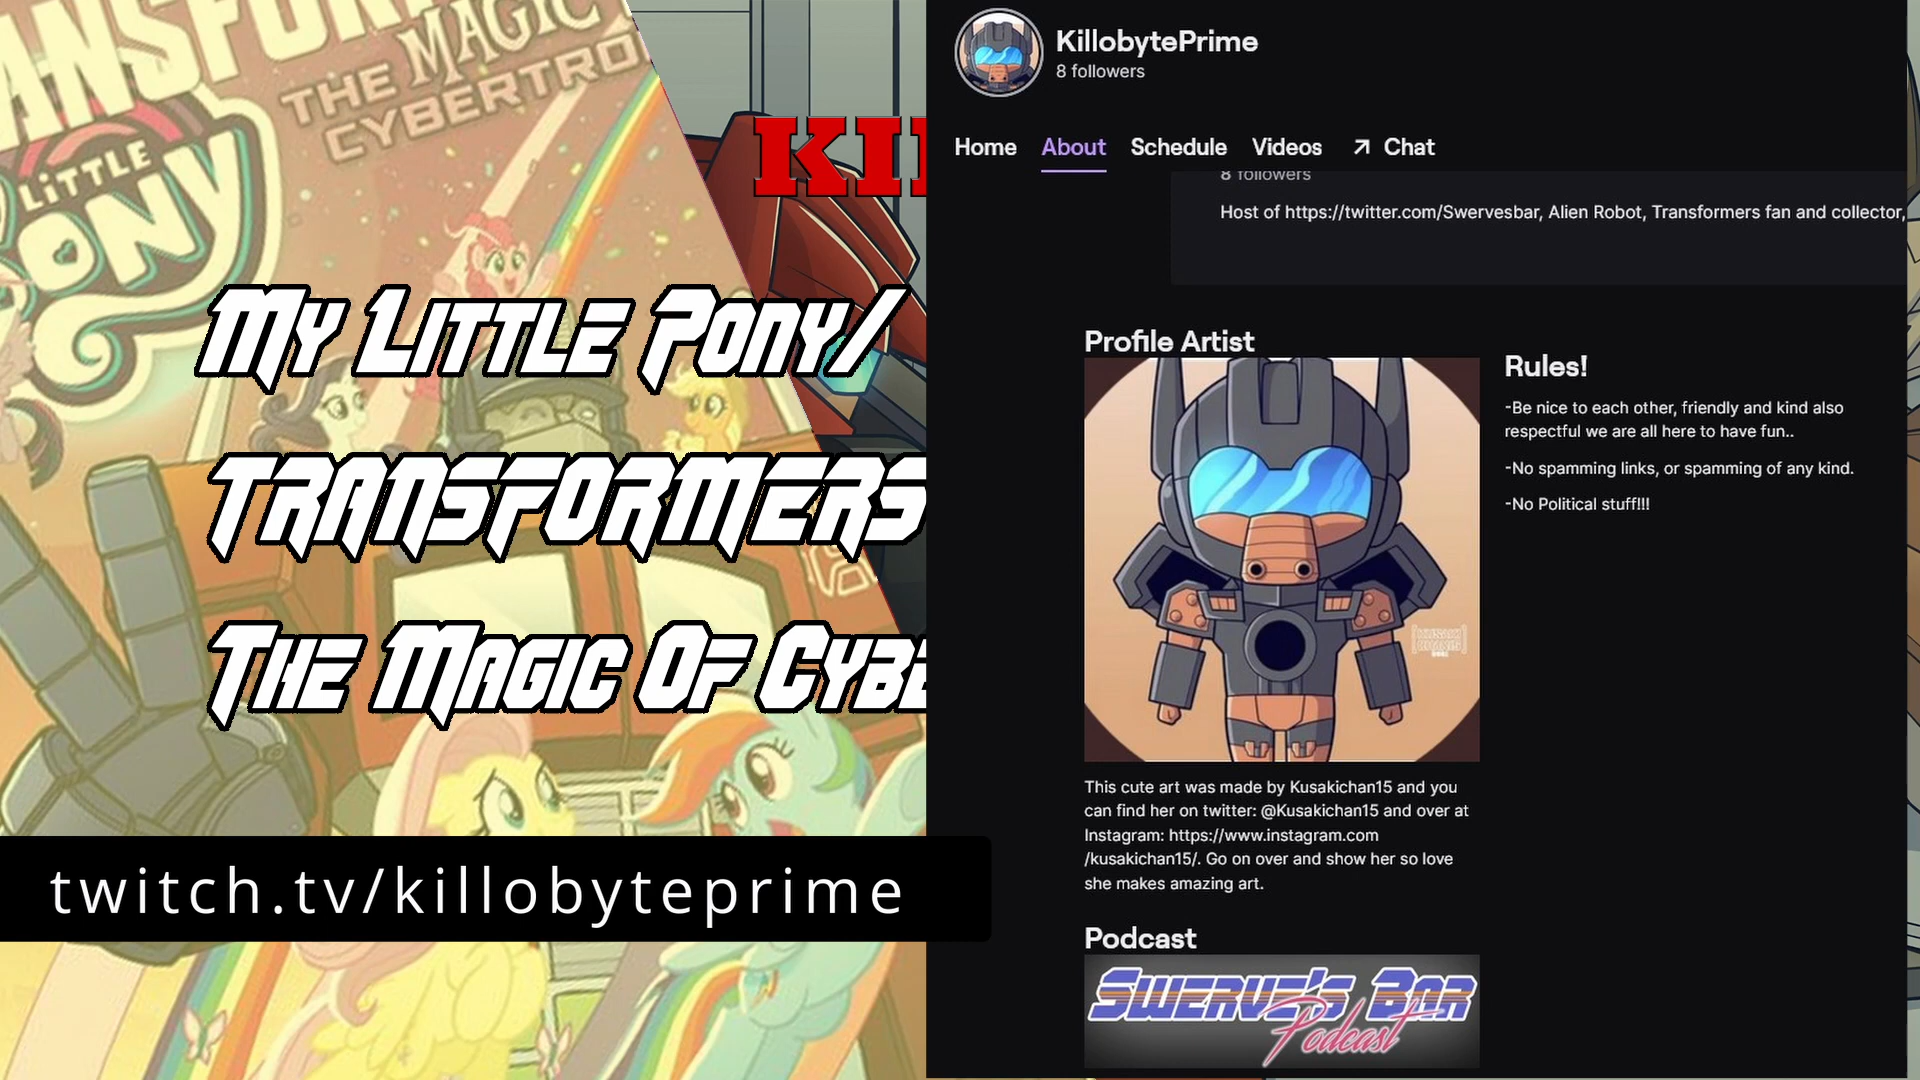 ANSFOR
THE MAGIC
CYBERTRO
LITTLE
PONY
KI
My Little Pony/
Transformers
The Magic Of Cybe
twitch.tv/killobyteprime
KillobytePrime
8 followers
Home About Schedule Videos Chat
8 followers
Host of https://twitter.com/Swervesbar, Alien Robot, Transformers fan and collector,
Profile Artist
This cute art was made by Kusakichan15 and you
can find her on twitter: @Kusakichan15 and over at
Instagram: https://www.instagram.com
/kusakichan15/. Go on over and show her so love
she makes amazing art.
Podcast
Swerve's Bar
Podcast
Rules!
-Be nice to each other, friendly and kind also
respectful we are all here to have fun..
-No spamming links, or spamming of any kind.
-No Political stuff!!!